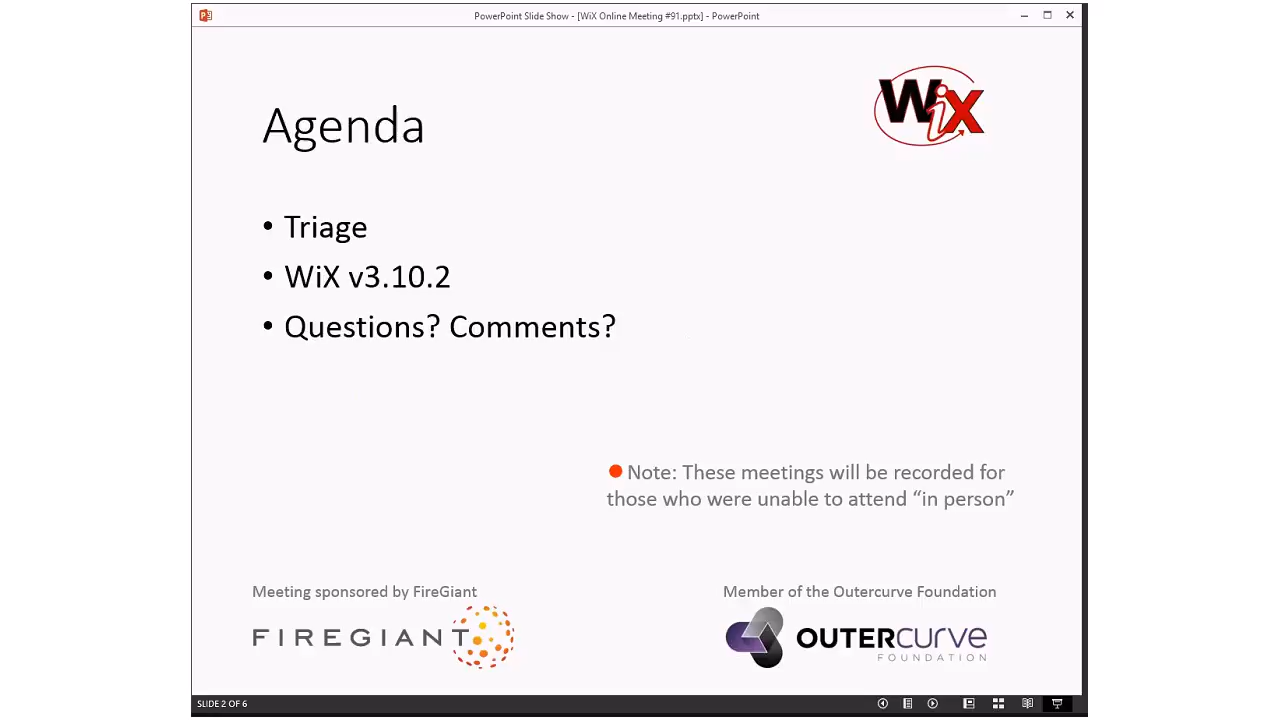 PowerPoint Slide Show - [WiX Online Meeting #91.pptx] - PowerPoint
WiX
Agenda
• Triage
• WiX v3.10.2
• Questions? Comments?
Note: These meetings will be recorded for
those who were unable to attend “in person”
Meeting sponsored by FireGiant
FIREGIANT
Member of the Outercurve Foundation
OUTERCURVE
FOUNDATION
SLIDE 2 OF 6